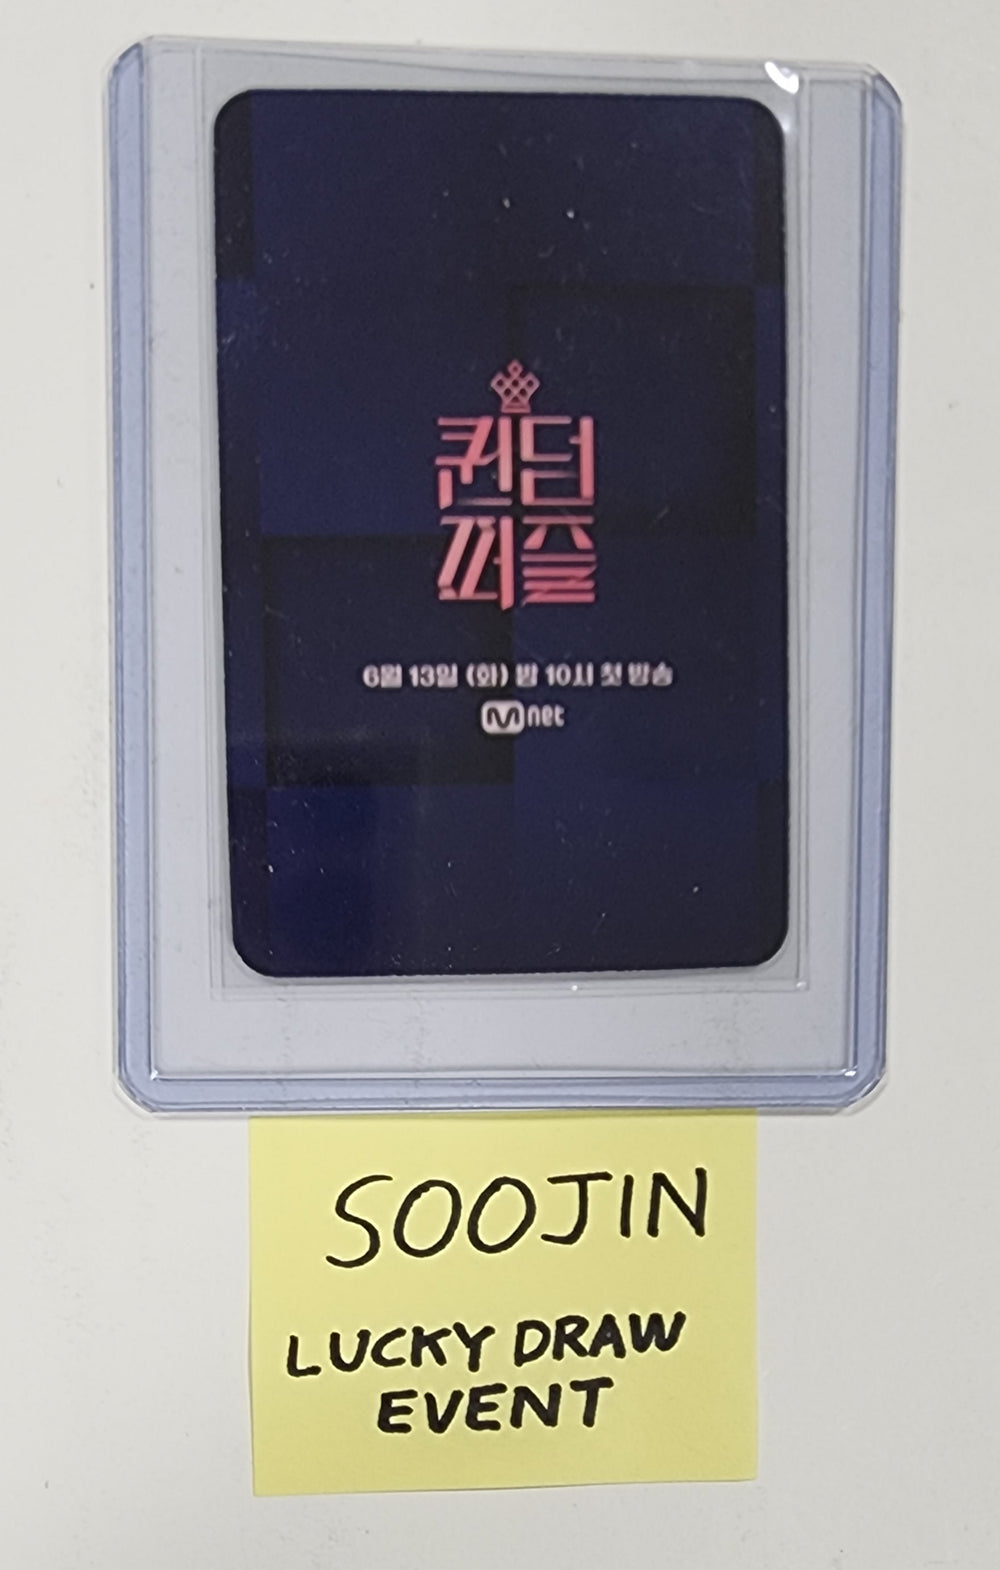 퀸덤
퍼즐
6월 13일 (화) 밤 10시 첫 방송
Mnet
SOOJIN
LUCKY DRAW
EVENT